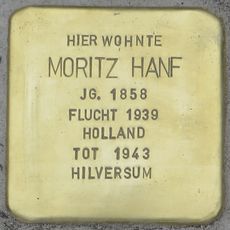 HIER WOHNTE
MORITZ HANF
JG. 1858
FLUCHT 1939
HOLLAND
TOT 1943
HILVERSUM